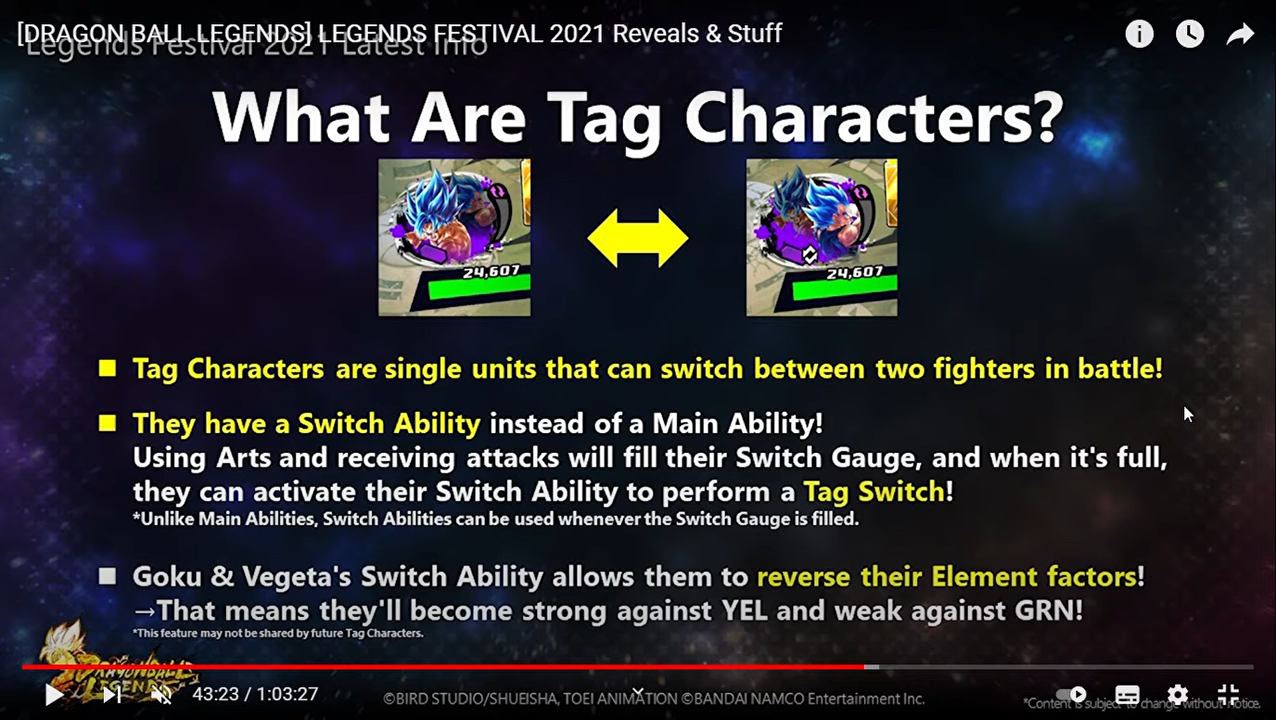 [DRAGON BALL LEGENDS] LEGENDS FESTIVAL 2021 Reveals & Stuff
Legends Festival 2021 Latest Info
What Are Tag Characters?
24,607
24,607
■ Tag Characters are single units that can switch between two fighters in battle!
■ They have a Switch Ability instead of a Main Ability!
Using Arts and receiving attacks will fill their Switch Gauge, and when it's full,
they can activate their Switch Ability to perform a Tag Switch!
*Unlike Main Abilities, Switch Abilities can be used whenever the Switch Gauge is filled.
■ Goku & Vegeta's Switch Ability allows them to reverse their Element factors!
→That means they'll become strong against YEL and weak against GRN!
*This feature may not be shared by future Tag Characters.
DRAGON BALL
LEGENDS
43:23 / 1:03:27
©BIRD STUDIO/SHUEISHA, TOEI ANIMATION ©BANDAI NAMCO Entertainment Inc.
*Content is subject to change without notice.